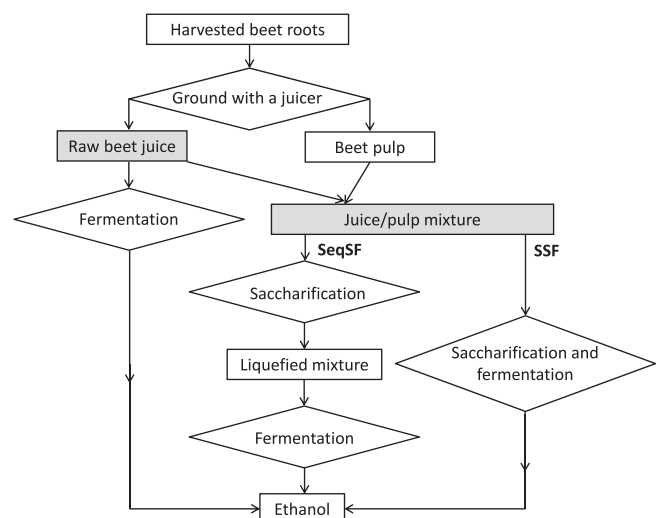 Harvested beet roots
Ground with a juicer
Raw beet juice
Beet pulp
Fermentation
Juice/pulp mixture
SeqSF
SSF
Saccharification
Saccharification and
fermentation
Liquefied mixture
Fermentation
Ethanol